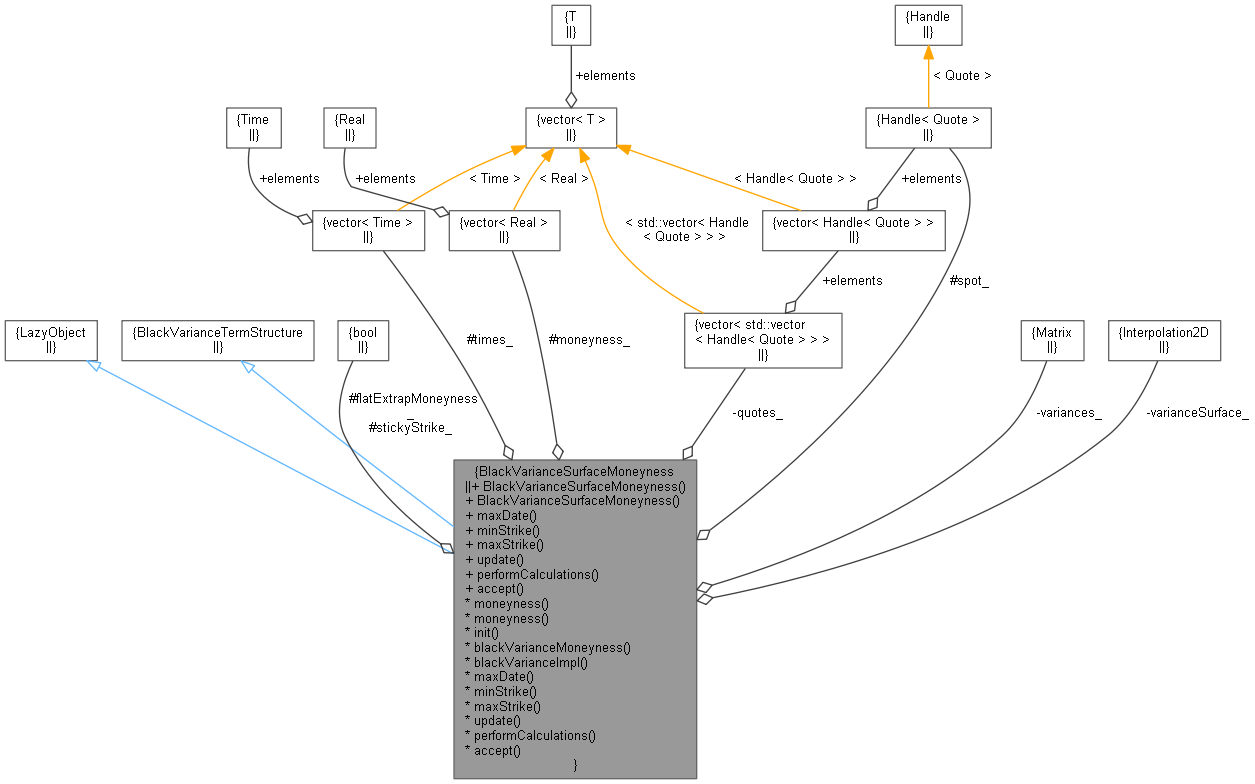 {T
||}
{Handle
||}
+elements
< Quote >
{Time
||}
{Real
||}
{vector< T >
||}
{Handle< Quote >
||}
+elements
+elements
< Time >
< Real >
< Handle< Quote > >
+elements
{vector< Time >
||}
{vector< Real >
||}
< std::vector< Handle
< Quote > > >
{vector< Handle< Quote > >
||}
+elements
#spot_
{LazyObject
||}
{BlackVarianceTermStructure
||}
{bool
||}
#times_
#moneyness_
{vector< std::vector
< Handle< Quote > > >
||}
{Matrix
||}
{Interpolation2D
||}
#flatExtrapMoneyness
_
#stickyStrike_
-quotes_
-variances_
-varianceSurface_
{BlackVarianceSurfaceMoneyness
||+ BlackVarianceSurfaceMoneyness()
+ BlackVarianceSurfaceMoneyness()
+ maxDate()
+ minStrike()
+ maxStrike()
+ update()
+ performCalculations()
+ accept()
* moneyness()
* moneyness()
* init()
* blackVarianceMoneyness()
* blackVarianceImpl()
* maxDate()
* minStrike()
* maxStrike()
* update()
* performCalculations()
* accept()
}